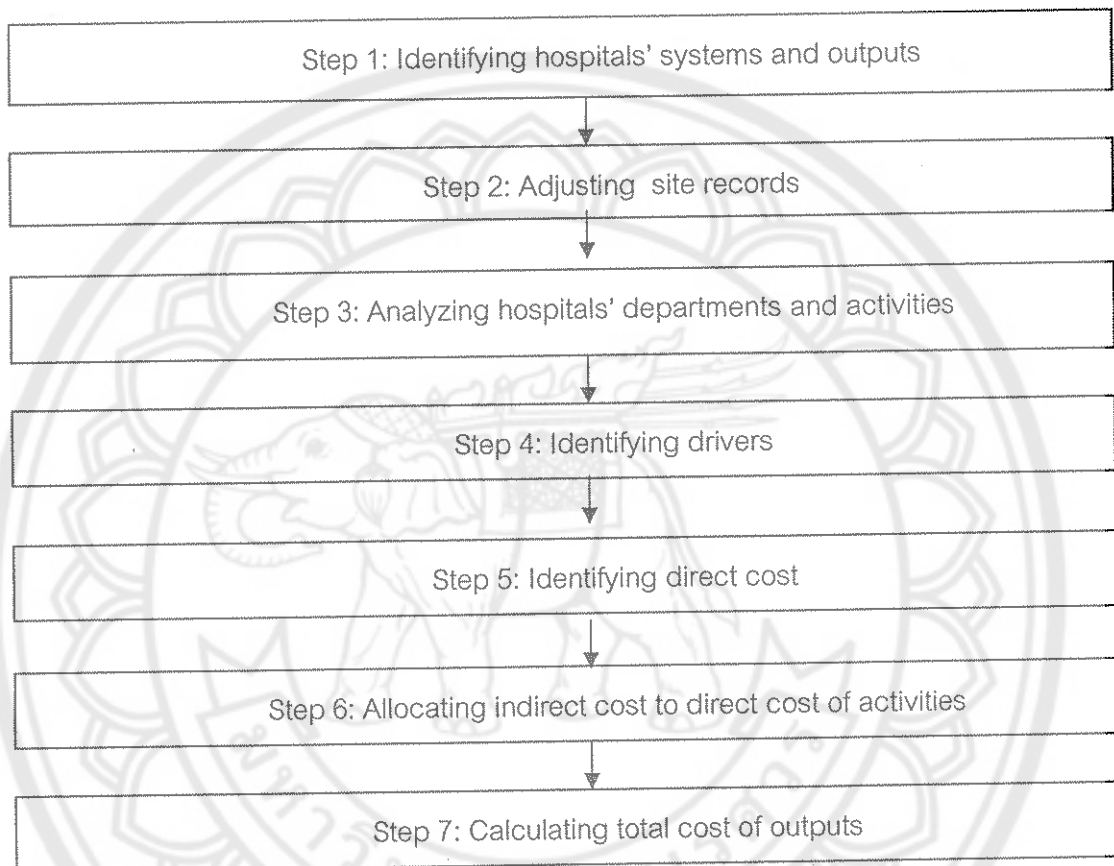 Step 1: Identifying hospitals' systems and outputs
Step 2: Adjusting site records
Step 3: Analyzing hospitals' departments and activities
Step 4: Identifying drivers
Step 5: Identifying direct cost
Step 6: Allocating indirect cost to direct cost of activities
Step 7: Calculating total cost of outputs